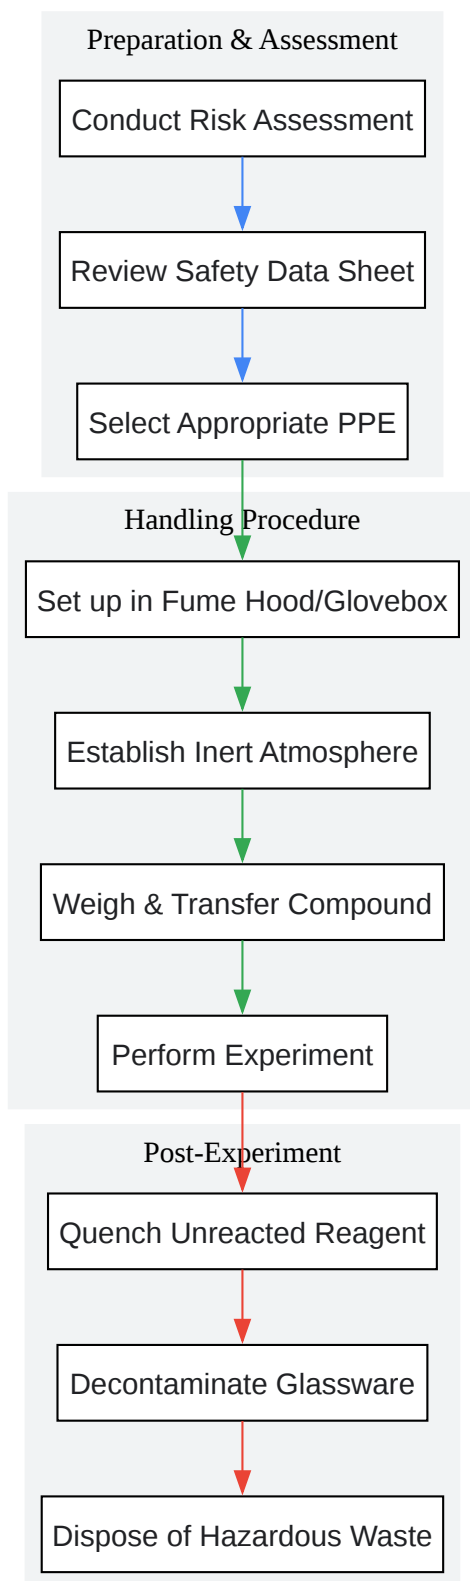 Preparation & Assessment
Conduct Risk Assessment
Review Safety Data Sheet
Select Appropriate PPE
Handling Procedure
Set up in Fume Hood/Glovebox
Establish Inert Atmosphere
Weigh & Transfer Compound
Perform Experiment
Post-Experiment
Quench Unreacted Reagent
Decontaminate Glassware
Dispose of Hazardous Waste